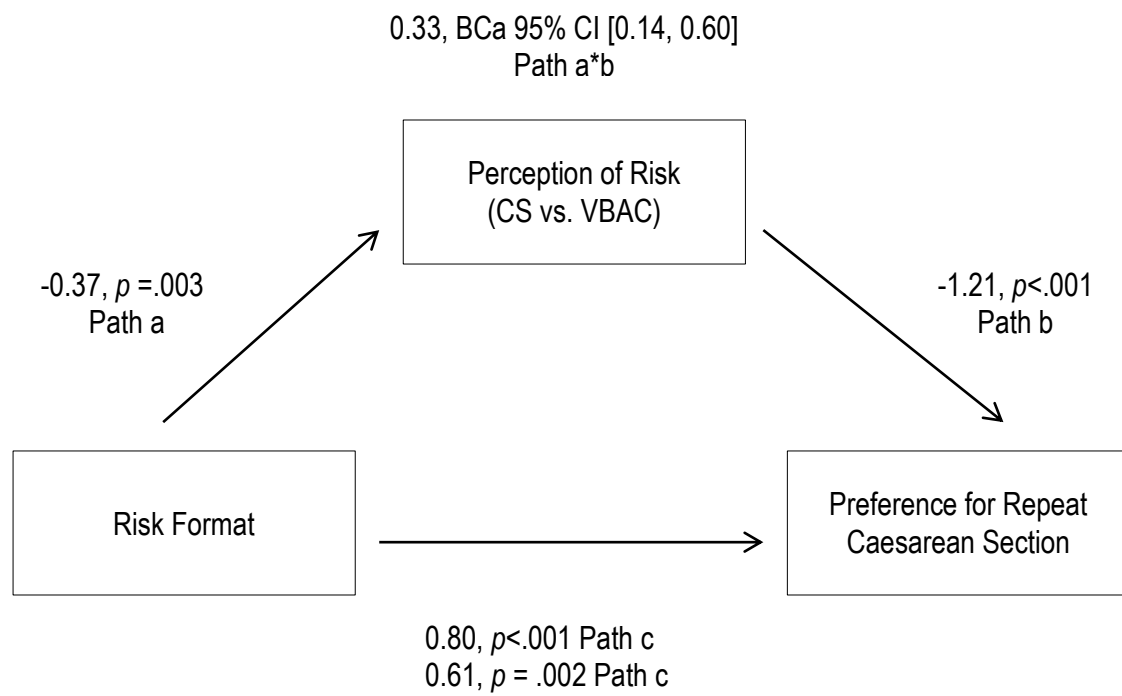 0.33, BCa 95% CI [0.14, 0.60]
Path a*b
Perception of Risk
(CS vs. VBAC)
-0.37, p =.003
Path a
-1.21, p<.001
Path b
Risk Format
Preference for Repeat
Caesarean Section
0.80, p<.001 Path c
0.61, p = .002 Path c